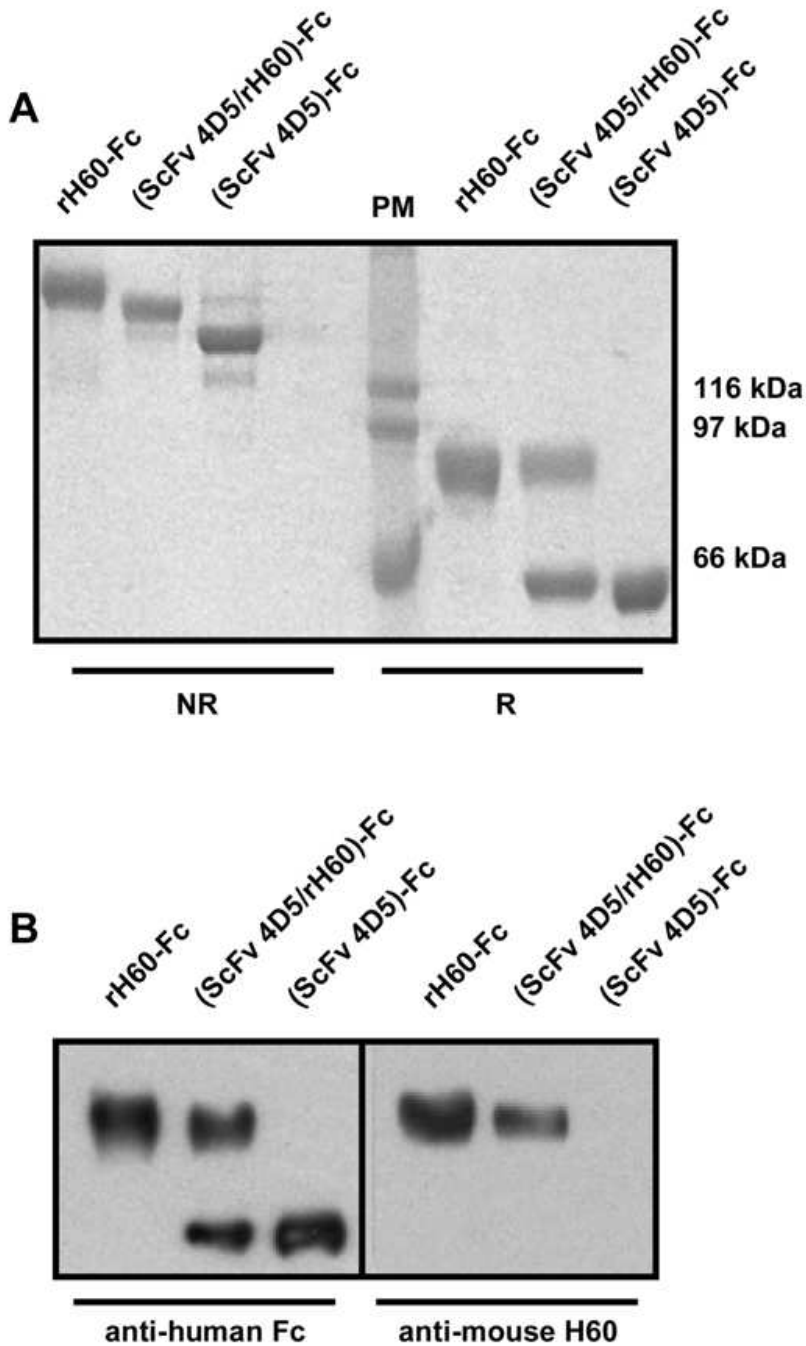 A
rH60-Fc
(ScFv 4D5/rH60)-Fc
(ScFv 4D5)-Fc
PM
rH60-Fc
(ScFv 4D5/rH60)-Fc
(ScFv 4D5)-Fc
116 kDa
97 kDa
66 kDa
NR
R
B
rH60-Fc
(ScFv 4D5/rH60)-Fc
(ScFv 4D5)-Fc
rH60-Fc
(ScFv 4D5/rH60)-Fc
(ScFv 4D5)-Fc
anti-human Fc
anti-mouse H60